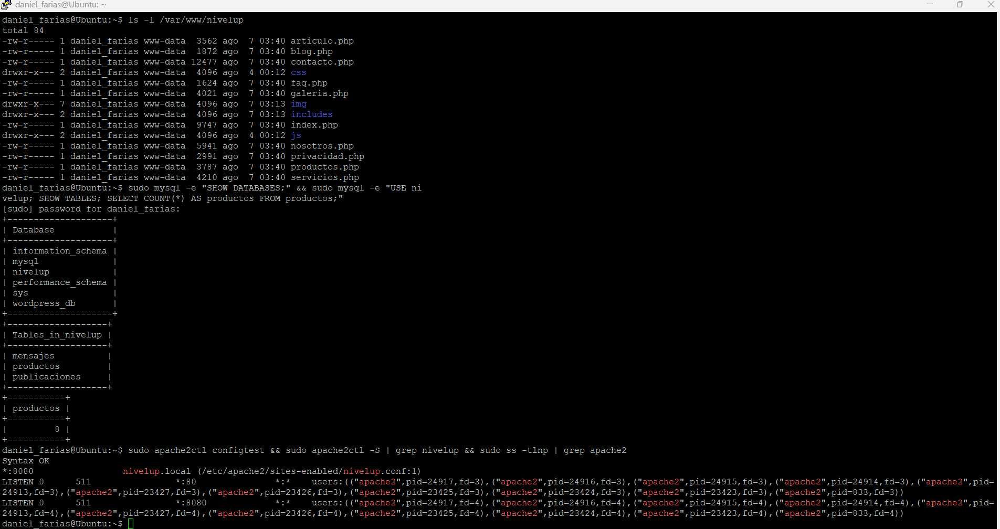 daniel_farias@Ubuntu: ~
daniel_farias@Ubuntu:~$ ls -l /var/www/nivelup
total 84
-rw-r----- 1 daniel_farias www-data  3562 ago  7 03:40 articulo.php
-rw-r----- 1 daniel_farias www-data  1872 ago  7 03:40 blog.php
-rw-r----- 1 daniel_farias www-data 12477 ago  7 03:40 contacto.php
drwxr-x--- 2 daniel_farias www-data  4096 ago  4 00:12 css
-rw-r----- 1 daniel_farias www-data  1624 ago  7 03:40 faq.php
-rw-r----- 1 daniel_farias www-data  4021 ago  7 03:40 galeria.php
drwxr-x--- 7 daniel_farias www-data  4096 ago  7 03:13 img
drwxr-x--- 2 daniel_farias www-data  4096 ago  7 03:13 includes
-rw-r----- 1 daniel_farias www-data  9747 ago  7 03:40 index.php
drwxr-x--- 2 daniel_farias www-data  4096 ago  4 00:12 js
-rw-r----- 1 daniel_farias www-data  5941 ago  7 03:40 nosotros.php
-rw-r----- 1 daniel_farias www-data  2991 ago  7 03:40 privacidad.php
-rw-r----- 1 daniel_farias www-data  3787 ago  7 03:40 productos.php
-rw-r----- 1 daniel_farias www-data  4210 ago  7 03:40 servicios.php
daniel_farias@Ubuntu:~$ sudo mysql -e "SHOW DATABASES;" && sudo mysql -e "USE ni
velup; SHOW TABLES; SELECT COUNT(*) AS productos FROM productos;"
[sudo] password for daniel_farias:
+--------------------+
| Database           |
+--------------------+
| information_schema |
| mysql              |
| nivelup            |
| performance_schema |
| sys                |
| wordpress_db       |
+--------------------+
+-------------------+
| Tables_in_nivelup |
+-------------------+
| mensajes          |
| productos         |
| publicaciones     |
+-------------------+
+-----------+
| productos |
+-----------+
|         8 |
+-----------+
daniel_farias@Ubuntu:~$ sudo apache2ctl configtest && sudo apache2ctl -S | grep nivelup && sudo ss -tlnp | grep apache2
Syntax OK
*:8080                 nivelup.local (/etc/apache2/sites-enabled/nivelup.conf:1)
LISTEN 0      511                *:80               *:*    users:(("apache2",pid=24917,fd=3),("apache2",pid=24916,fd=3),("apache2",pid=24915,fd=3),("apache2",pid=24914,fd=3),("apache2",pid=
24913,fd=3),("apache2",pid=23427,fd=3),("apache2",pid=23426,fd=3),("apache2",pid=23425,fd=3),("apache2",pid=23424,fd=3),("apache2",pid=23423,fd=3),("apache2",pid=833,fd=3))
LISTEN 0      511                *:8080             *:*    users:(("apache2",pid=24917,fd=4),("apache2",pid=24916,fd=4),("apache2",pid=24915,fd=4),("apache2",pid=24914,fd=4),("apache2",pid=
24913,fd=4),("apache2",pid=23427,fd=4),("apache2",pid=23426,fd=4),("apache2",pid=23425,fd=4),("apache2",pid=23424,fd=4),("apache2",pid=23423,fd=4),("apache2",pid=833,fd=4))
daniel_farias@Ubuntu:~$